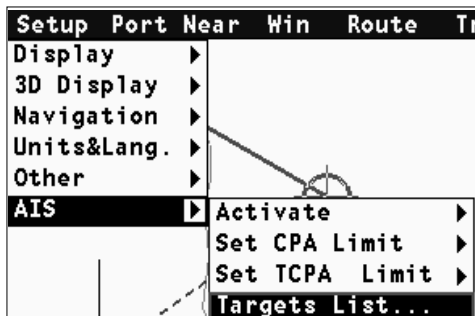 Setup Port Near Win Route Tr
Display
3D Display
Navigation
Units&Lang.
Other
AIS
Activate
Set CPA Limit
Set TCPA Limit
Targets List...